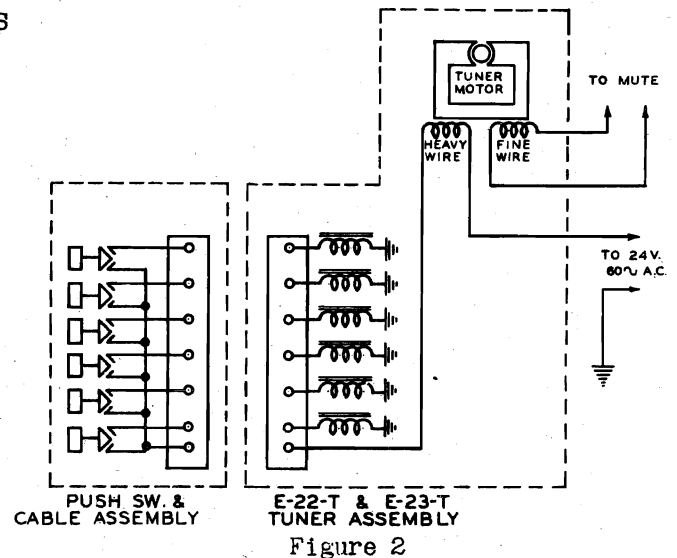 S
TUNER
MOTOR
TO MUTE
HEAVY
WIRE
FINE
WIRE
TO 24V.
60∿ A.C.
PUSH SW. &
CABLE ASSEMBLY
E-22-T & E-23-T
TUNER ASSEMBLY
Figure 2